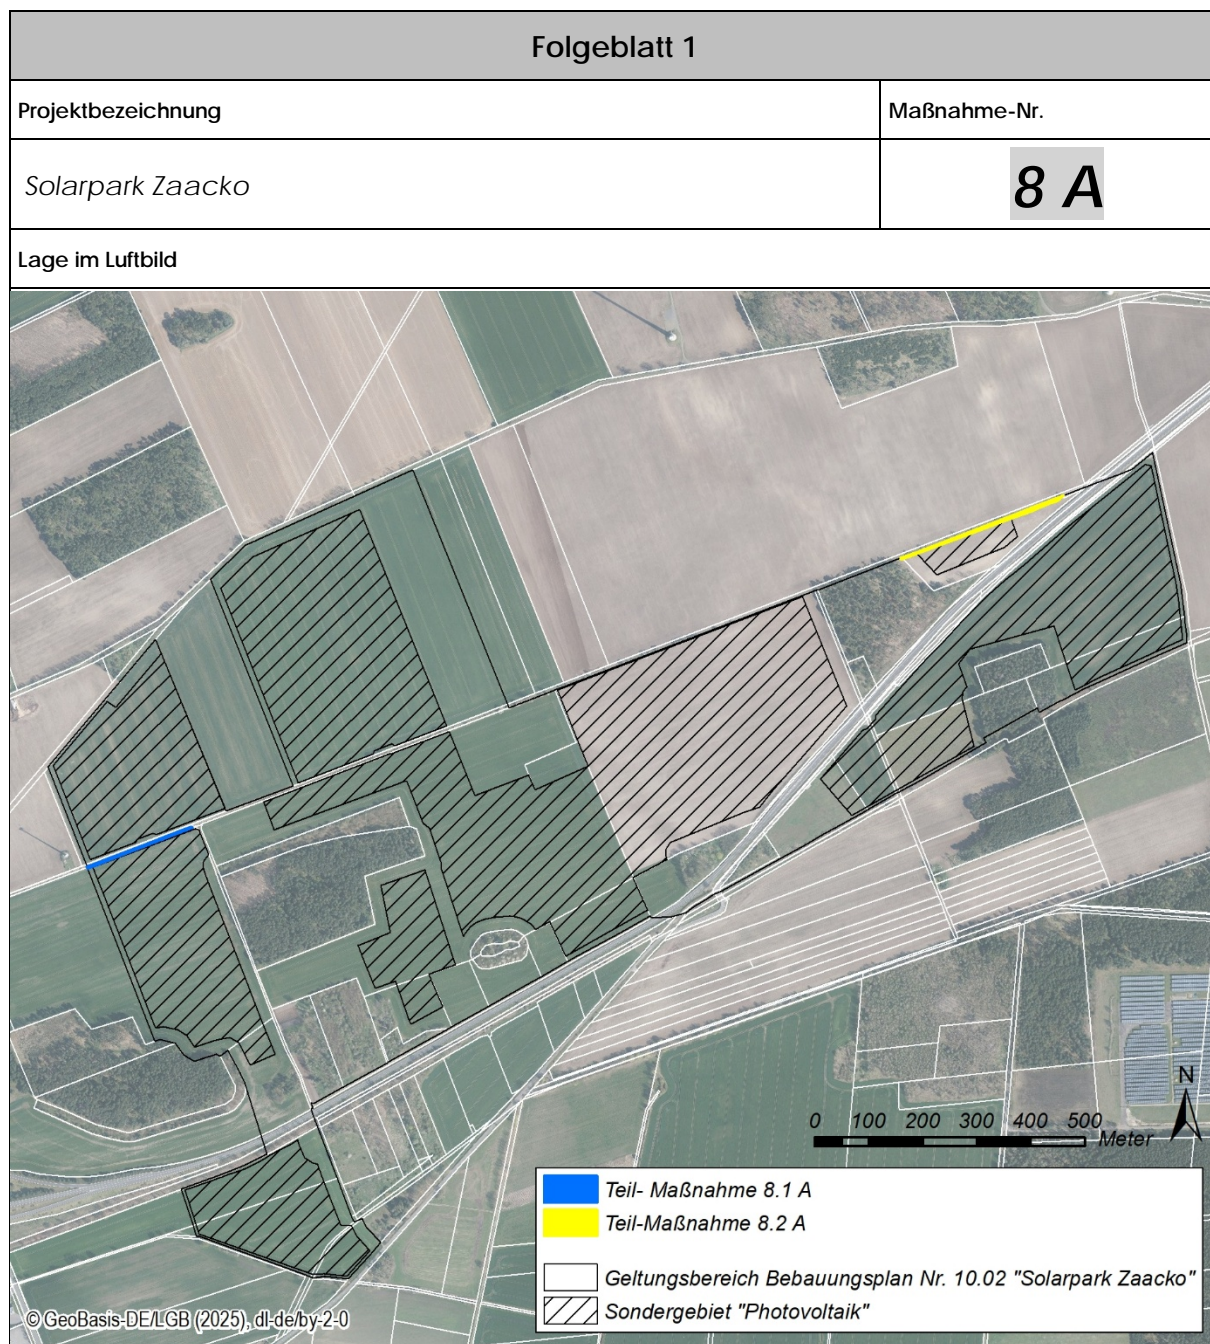 Folgeblatt 1
Projektbezeichnung
Maßnahme-Nr.
Solarpark Zaacko
8 A
Lage im Luftbild
N
0 100 200 300 400 500
Meter
Teil- Maßnahme 8.1 A
Teil-Maßnahme 8.2 A
Geltungsbereich Bebauungsplan Nr. 10.02 "Solarpark Zaacko"
Sondergebiet "Photovoltaik"
© GeoBasis-DE/LGB (2025), dl-de/by-2-0